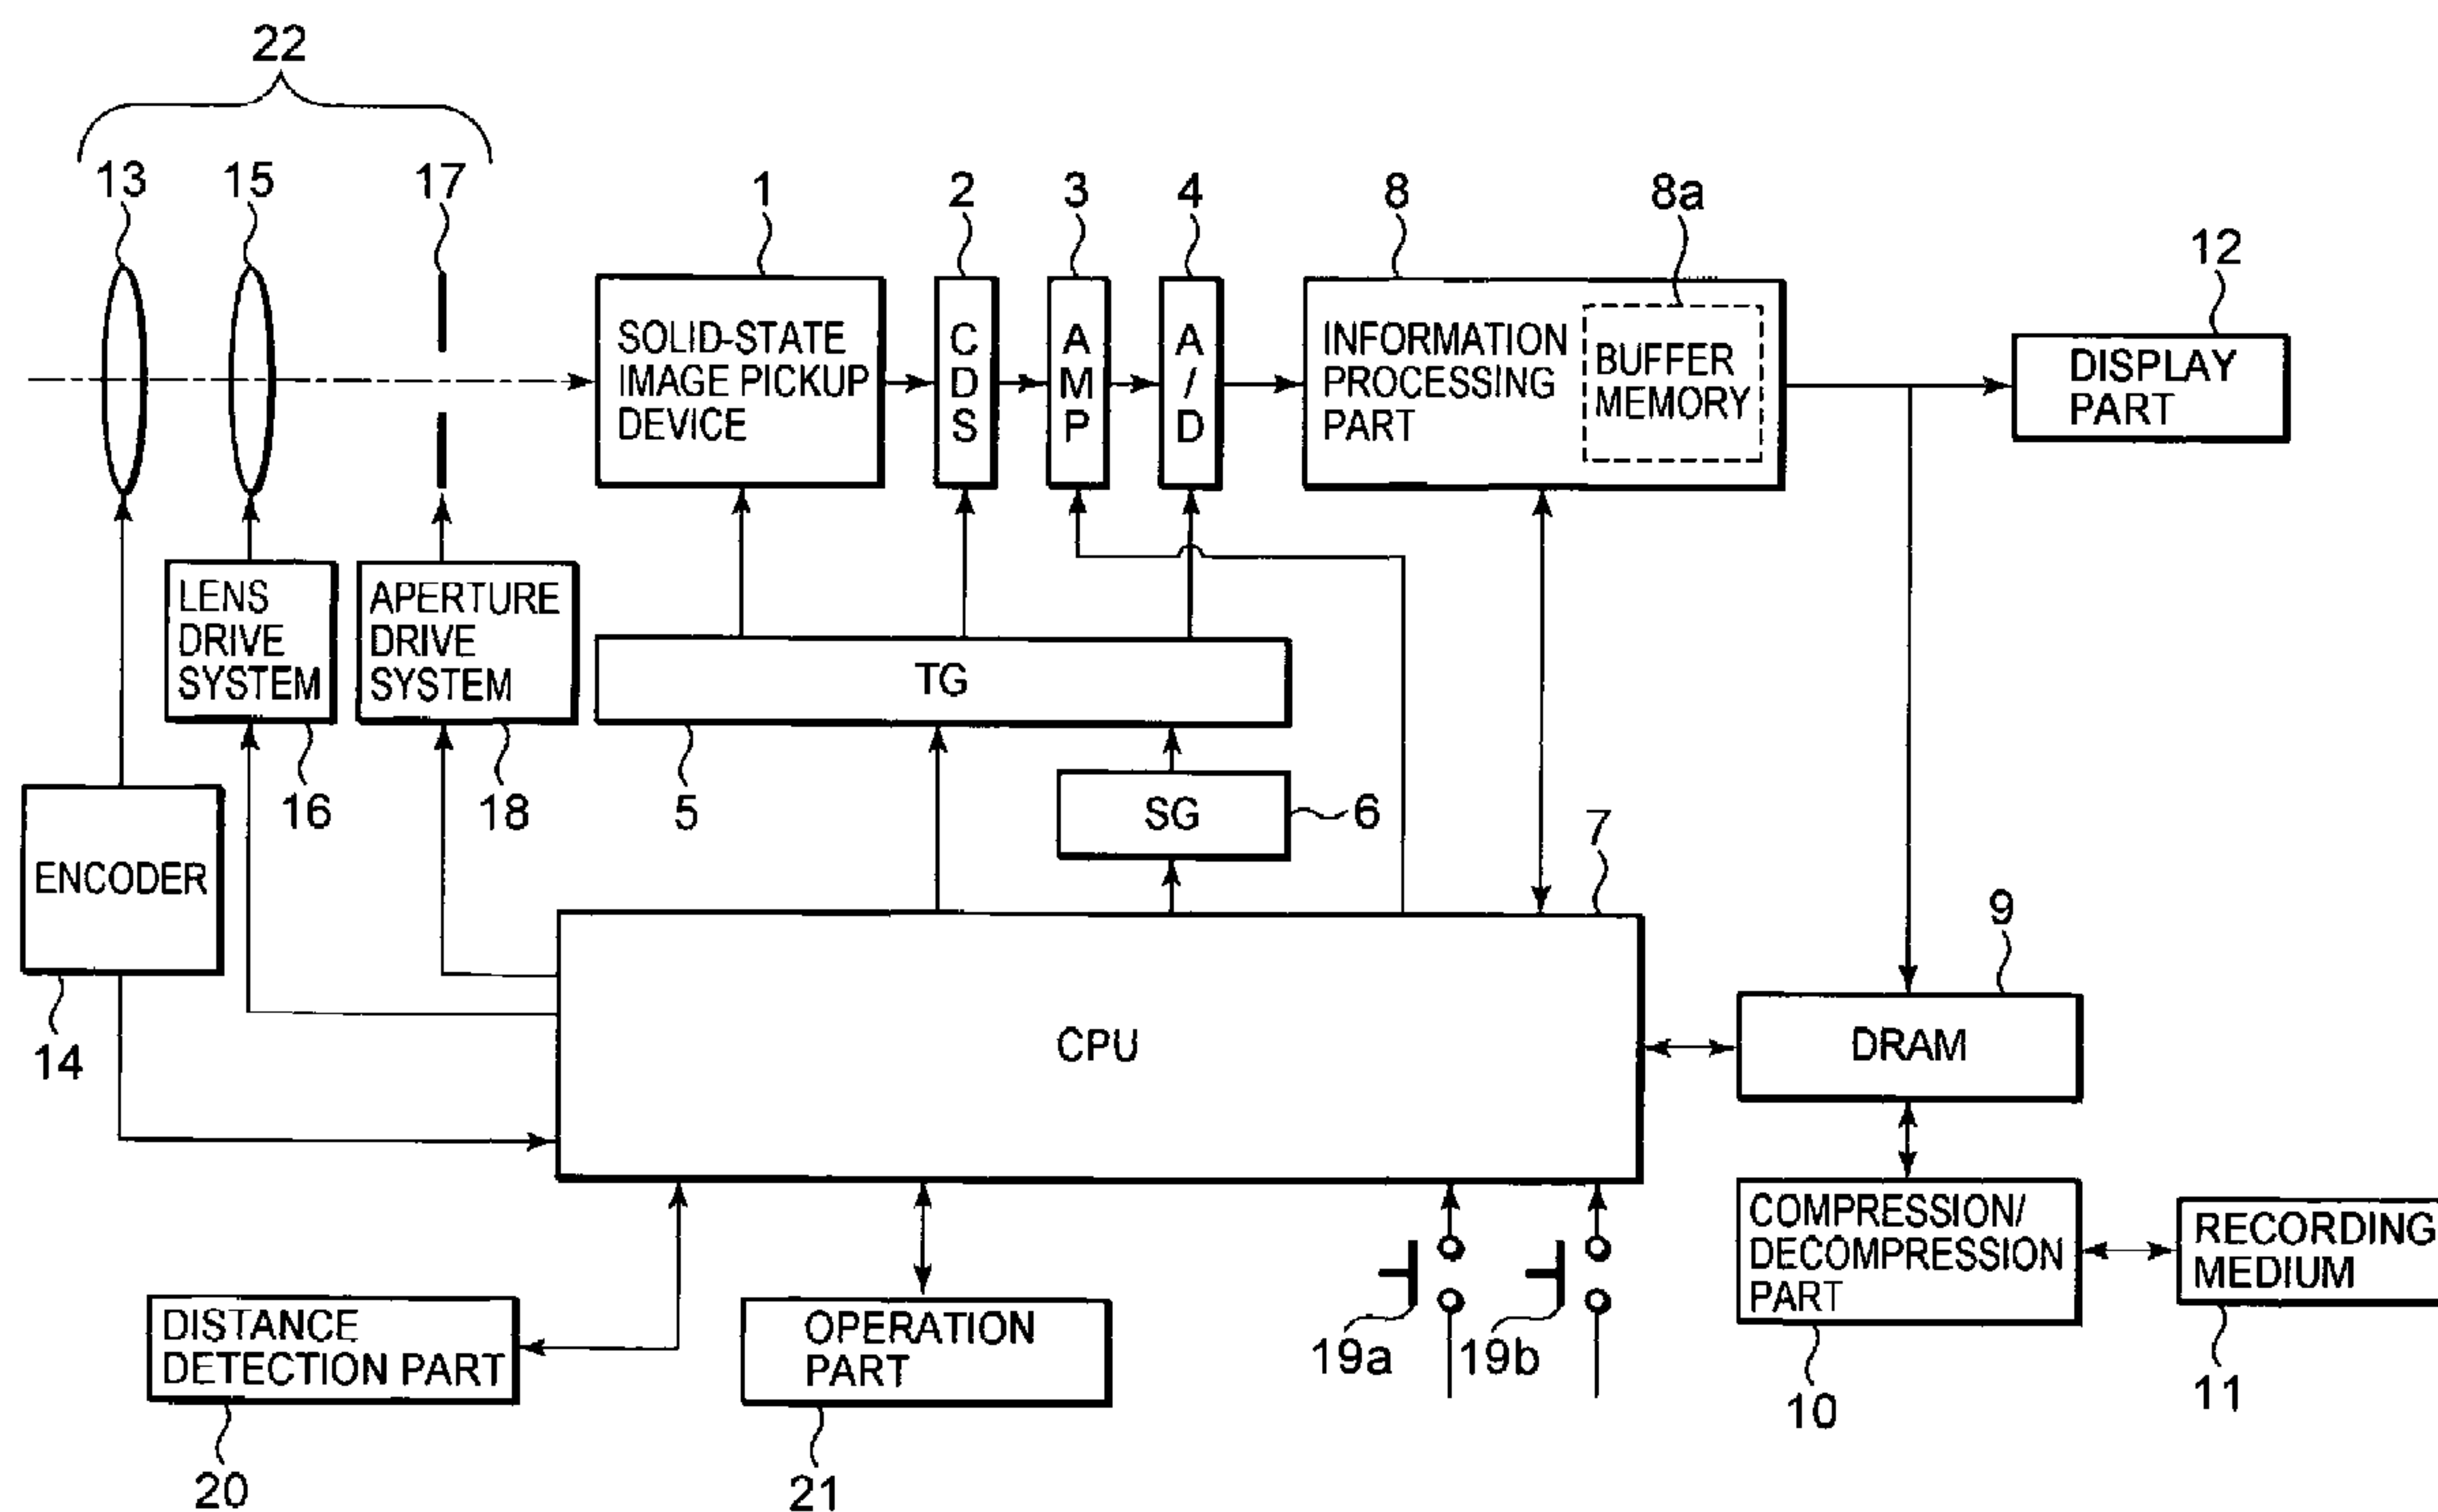 22
13
15
17
1
2
3
4
8
8a
12
SOLID-STATE
IMAGE PICKUP
DEVICE
C
D
S
A
M
P
A
/
D
INFORMATION
PROCESSING
PART
BUFFER
MEMORY
DISPLAY
PART
LENS
DRIVE
SYSTEM
APERTURE
DRIVE
SYSTEM
TG
16
18
5
SG
6
7
ENCODER
14
9
CPU
DRAM
COMPRESSION/
DECOMPRESSION
PART
RECORDING
MEDIUM
DISTANCE
DETECTION PART
OPERATION
PART
19a
19b
10
11
20
21